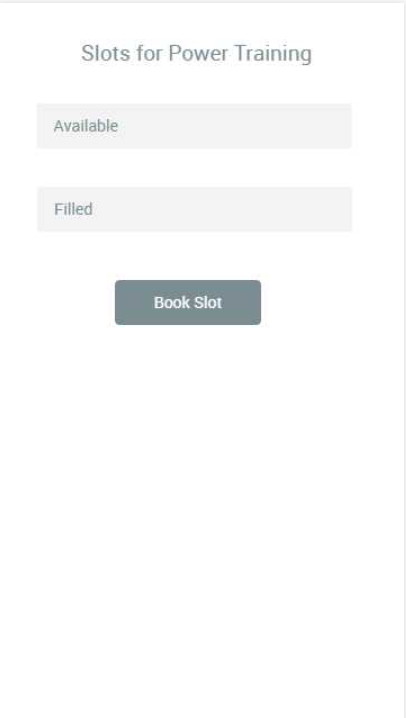 Slots for Power Training
Available
Filled
Book Slot